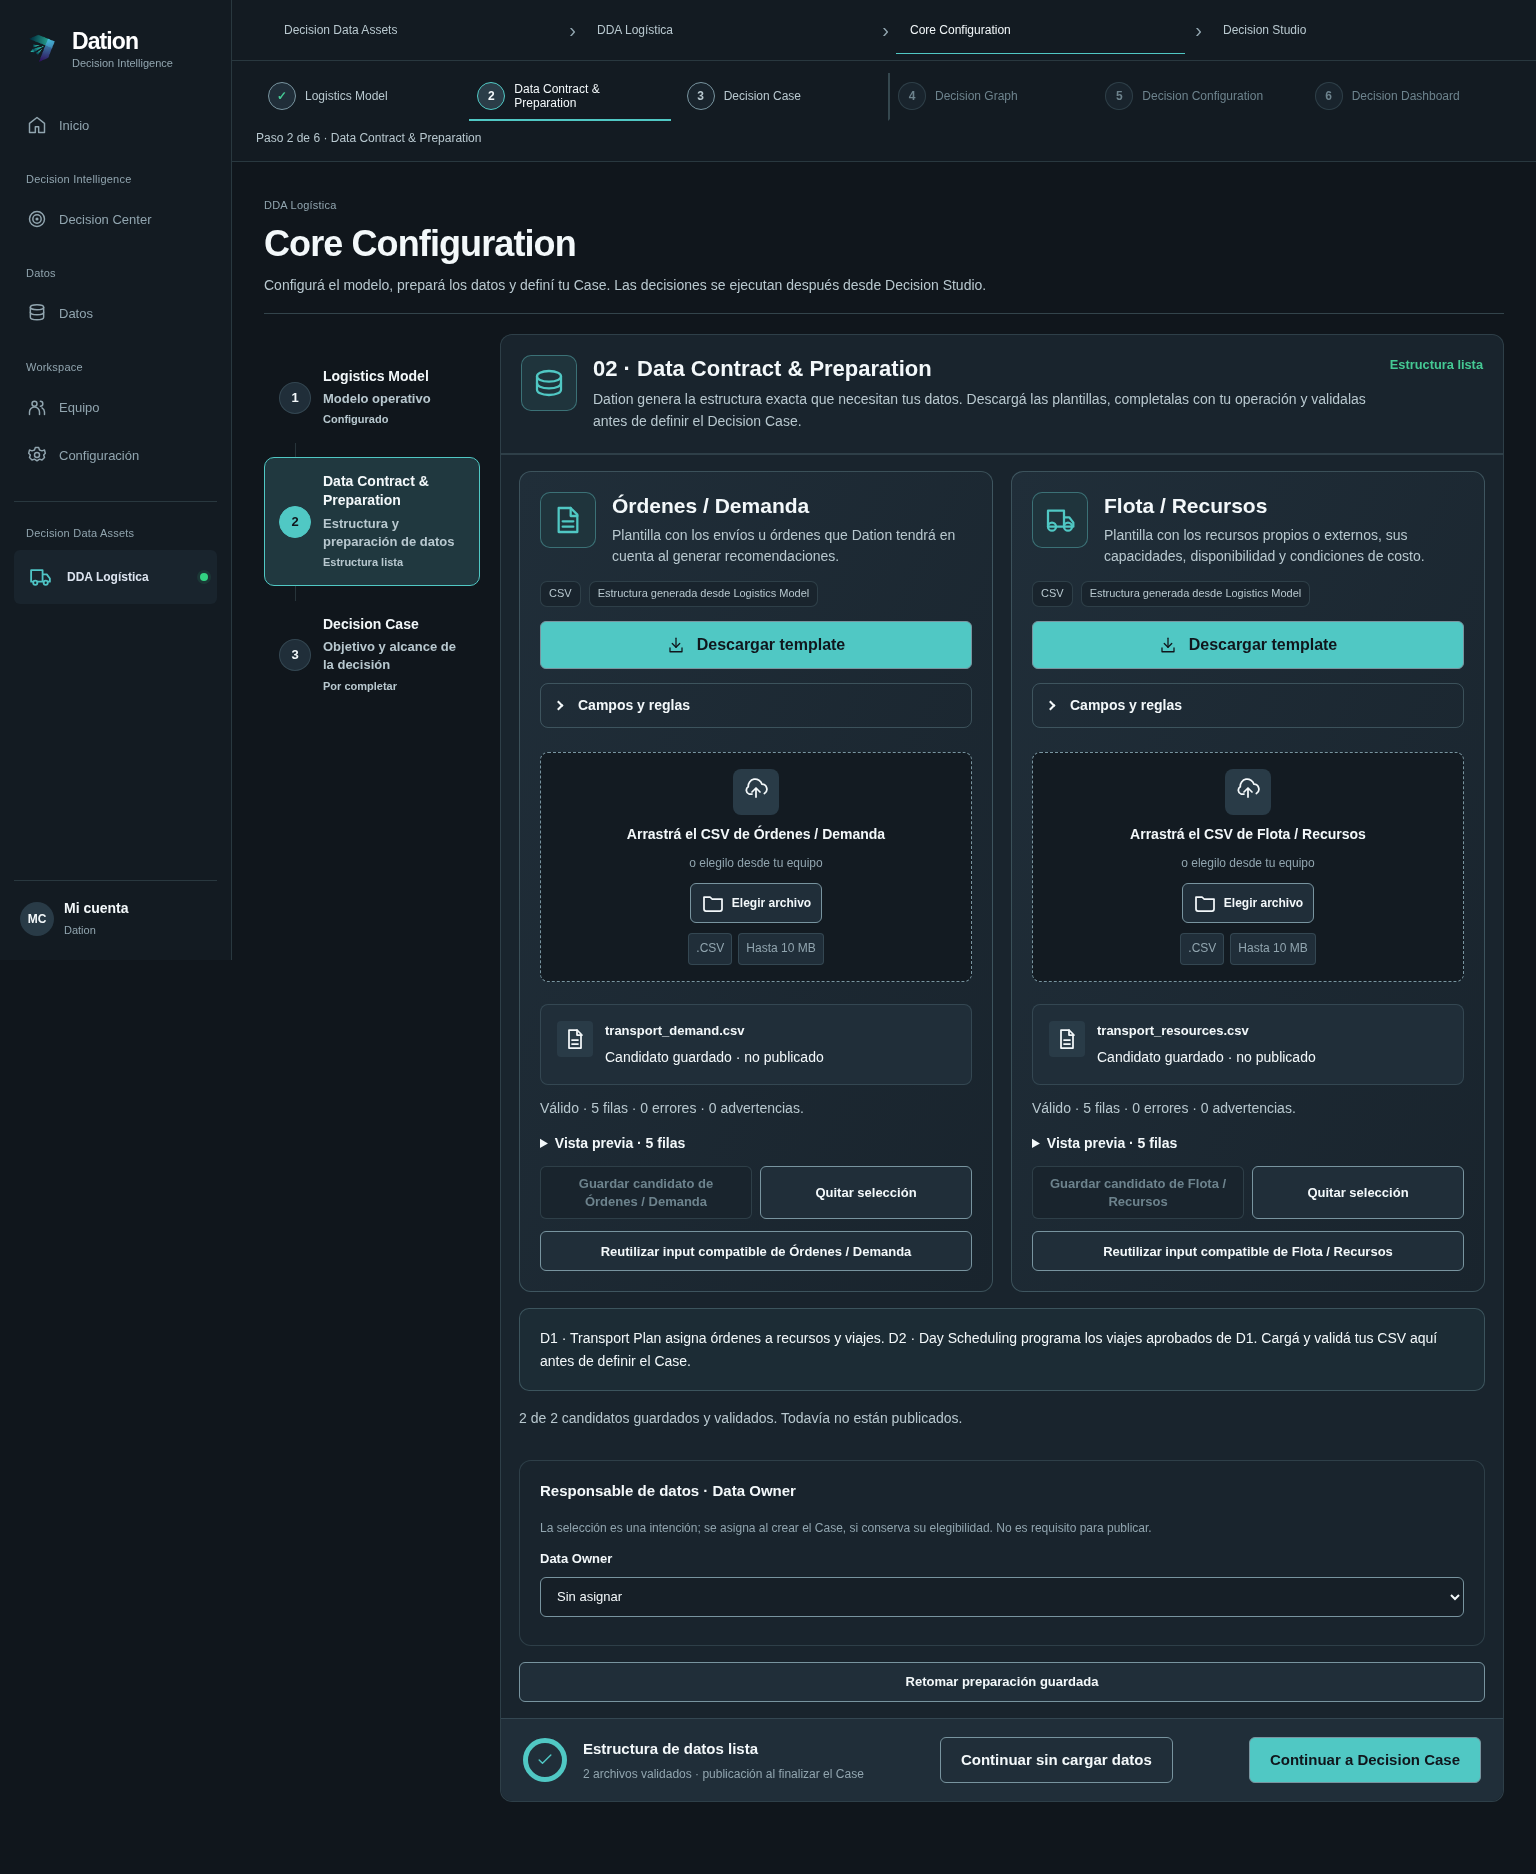 Dation
Decision Intelligence
Inicio
Decision Intelligence
Decision Center
Datos
Datos
Workspace
Equipo
Configuración
Decision Data Assets
DDA Logística
MC
Mi cuenta
Dation
Decision Data Assets
DDA Logística
Core Configuration
Decision Studio
Logistics Model
2
Data Contract &
Preparation
3
Decision Case
4
Decision Graph
5
Decision Configuration
6
Decision Dashboard
Paso 2 de 6 · Data Contract & Preparation
DDA Logística
Core Configuration
Configurá el modelo, prepará los datos y definí tu Case. Las decisiones se ejecutan después desde Decision Studio.
1
Logistics Model
Modelo operativo
Configurado
2
Data Contract &
Preparation
Estructura y
preparación de datos
Estructura lista
3
Decision Case
Objetivo y alcance de
la decisión
Por completar
02 · Data Contract & Preparation
Estructura lista
Dation genera la estructura exacta que necesitan tus datos. Descargá las plantillas, completalas con tu operación y validalas
antes de definir el Decision Case.
Órdenes / Demanda
Plantilla con los envíos u órdenes que Dation tendrá en
cuenta al generar recomendaciones.
CSV
Estructura generada desde Logistics Model
Descargar template
Campos y reglas
Arrastrá el CSV de Órdenes / Demanda
o elegilo desde tu equipo
Elegir archivo
.CSV
Hasta 10 MB
transport_demand.csv
Candidato guardado · no publicado
Válido · 5 filas · 0 errores · 0 advertencias.
Vista previa · 5 filas
Guardar candidato de
Órdenes / Demanda
Quitar selección
Reutilizar input compatible de Órdenes / Demanda
Flota / Recursos
Plantilla con los recursos propios o externos, sus
capacidades, disponibilidad y condiciones de costo.
CSV
Estructura generada desde Logistics Model
Descargar template
Campos y reglas
Arrastrá el CSV de Flota / Recursos
o elegilo desde tu equipo
Elegir archivo
.CSV
Hasta 10 MB
transport_resources.csv
Candidato guardado · no publicado
Válido · 5 filas · 0 errores · 0 advertencias.
Vista previa · 5 filas
Guardar candidato de Flota /
Recursos
Quitar selección
Reutilizar input compatible de Flota / Recursos
D1 · Transport Plan asigna órdenes a recursos y viajes. D2 · Day Scheduling programa los viajes aprobados de D1. Cargá y validá tus CSV aquí
antes de definir el Case.
2 de 2 candidatos guardados y validados. Todavía no están publicados.
Responsable de datos · Data Owner
La selección es una intención; se asigna al crear el Case, si conserva su elegibilidad. No es requisito para publicar.
Data Owner
Sin asignar
Retomar preparación guardada
Estructura de datos lista
2 archivos validados · publicación al finalizar el Case
Continuar sin cargar datos
Continuar a Decision Case